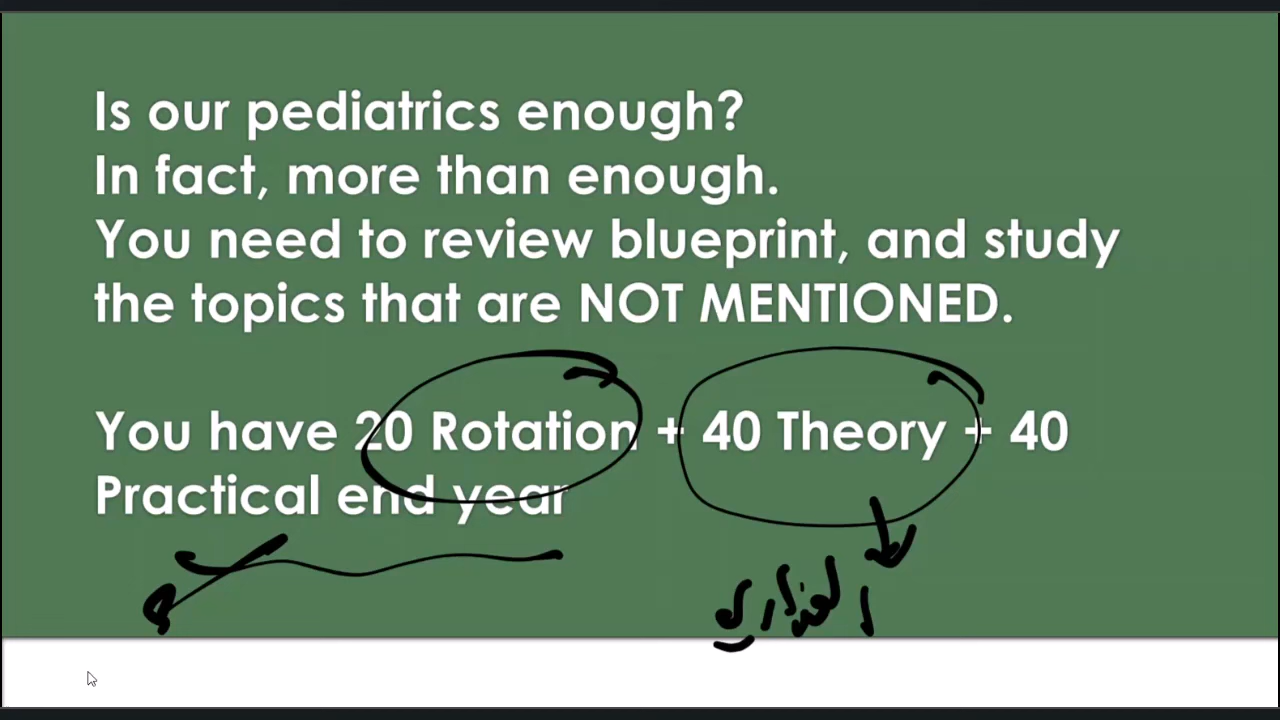 Is our pediatrics enough?
In fact, more than enough.
You need to review blueprint, and study
the topics that are NOT MENTIONED.
You have 20 Rotation + 40 Theory + 40
Practical end year